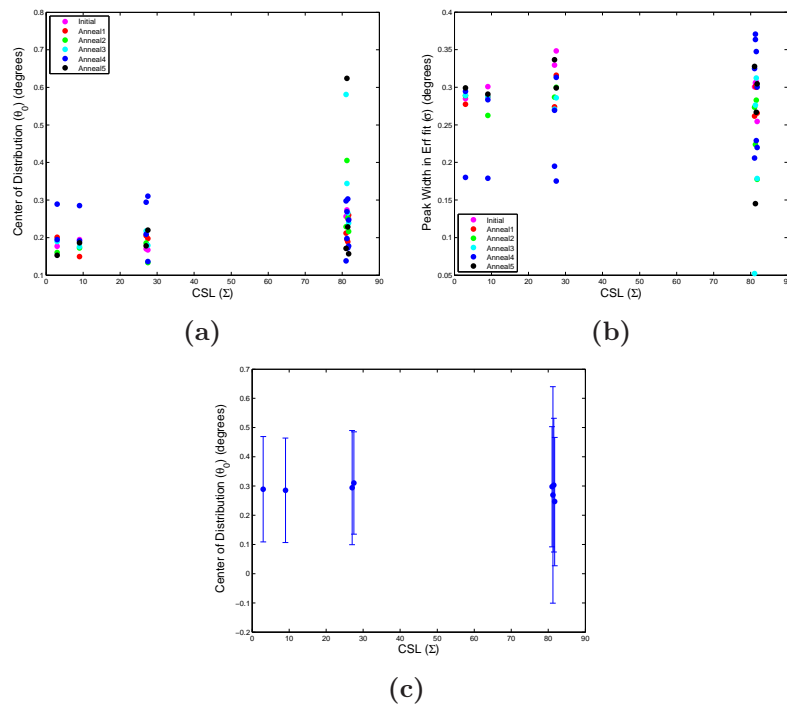 0.8
0.7
0.6
0.5
0.4
0.3
0.2
0.1
Center of Distribution (θ0) (degrees)
Initial
Anneal1
Anneal2
Anneal3
Anneal4
Anneal5
0 10 20 30 40 50 60 70 80 90
CSL (Σ)
(a)
0.4
0.35
0.3
0.25
0.2
0.15
0.1
0.05
Peak Width in Erf fit (σ) (degrees)
Initial
Anneal1
Anneal2
Anneal3
Anneal4
Anneal5
0 10 20 30 40 50 60 70 80 90
CSL (Σ)
(b)
0.7
0.6
0.5
0.4
0.3
0.2
0.1
0
−0.1
−0.2
Center of Distribution (θ0) (degrees)
0 10 20 30 40 50 60 70 80 90
CSL (Σ)
(c)